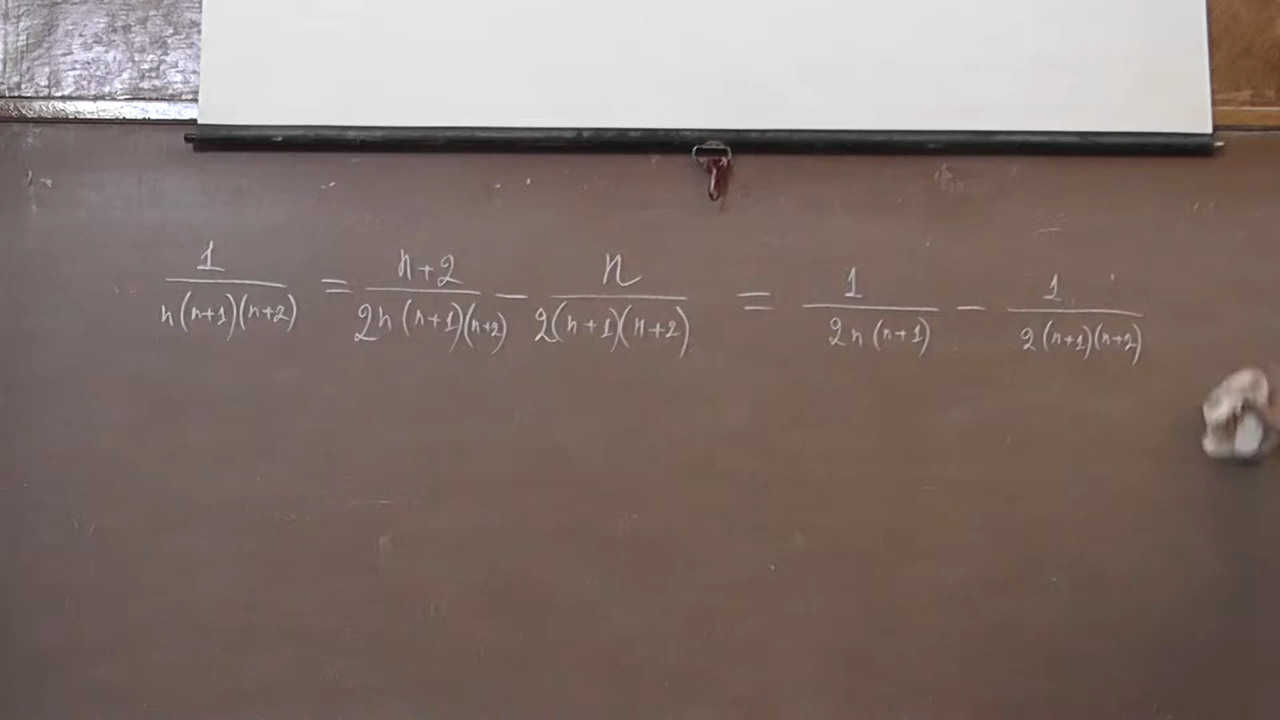 1/(n(n+1)(n+2)) = (n+2)/(2n(n+1)(n+2)) − n/(2(n+1)(n+2)) = 1/(2n(n+1)) − 1/(2(n+1)(n+2))